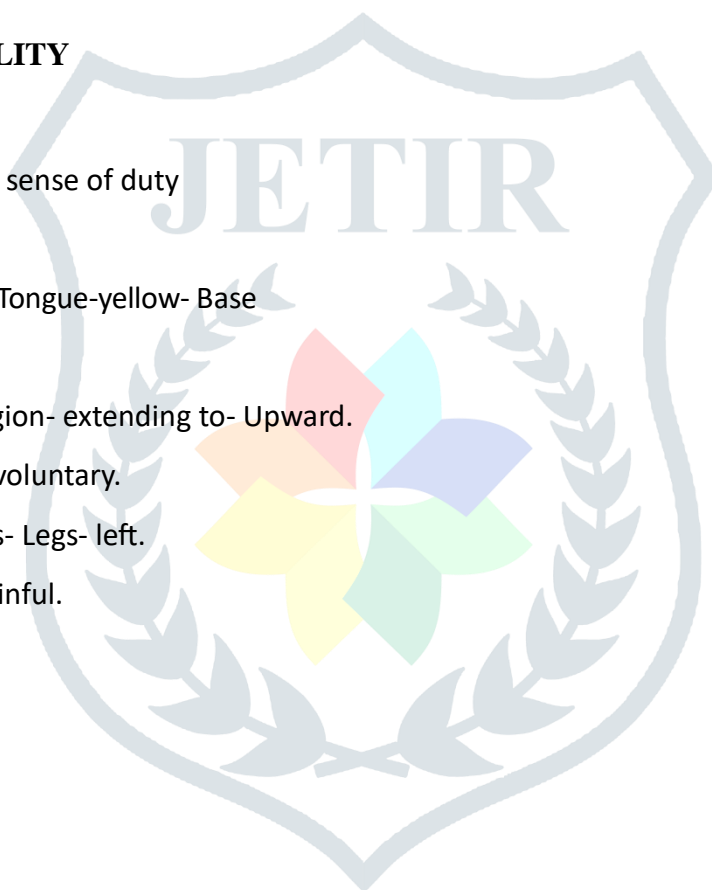 LITY
JETIR
sense of duty
Tongue-yellow- Base
gion- extending to- Upward.
voluntary.
s- Legs- left.
inful.